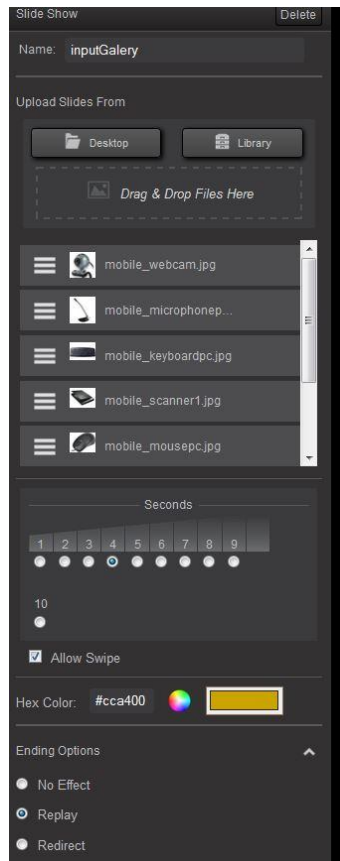 Slide Show Delete
Name: inputGalery
Upload Slides From
Desktop Library
Drag & Drop Files Here
mobile_webcam.jpg
mobile_microphonep...
mobile_keyboardpc.jpg
mobile_scanner1.jpg
mobile_mousepc.jpg
Seconds
1 2 3 4 5 6 7 8 9
10
Allow Swipe
Hex Color: #cca400
Ending Options
No Effect
Replay
Redirect